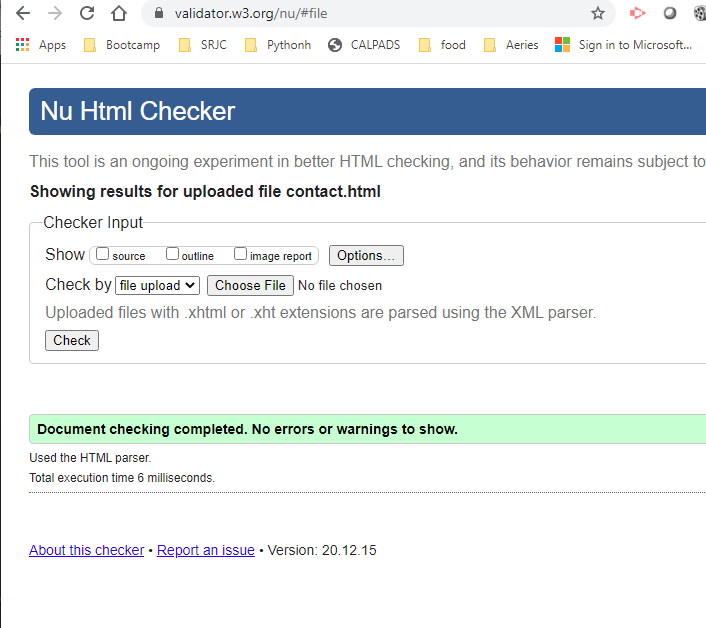 validator.w3.org/nu/#file
Apps Bootcamp SRJC Pythonh CALPADS food Aeries Sign in to Microsoft...
Nu Html Checker
This tool is an ongoing experiment in better HTML checking, and its behavior remains subject to
Showing results for uploaded file contact.html
Checker Input
Show source outline image report Options...
Check by file upload Choose File No file chosen
Uploaded files with .xhtml or .xht extensions are parsed using the XML parser.
Check
Document checking completed. No errors or warnings to show.
Used the HTML parser.
Total execution time 6 milliseconds.
About this checker • Report an issue • Version: 20.12.15